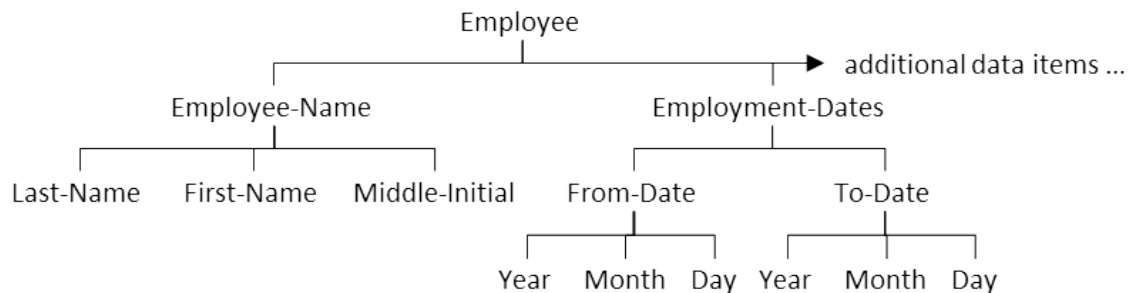 Employee
additional data items ...
Employee-Name Employment-Dates
Last-Name First-Name Middle-Initial From-Date To-Date
Year Month Day Year Month Day